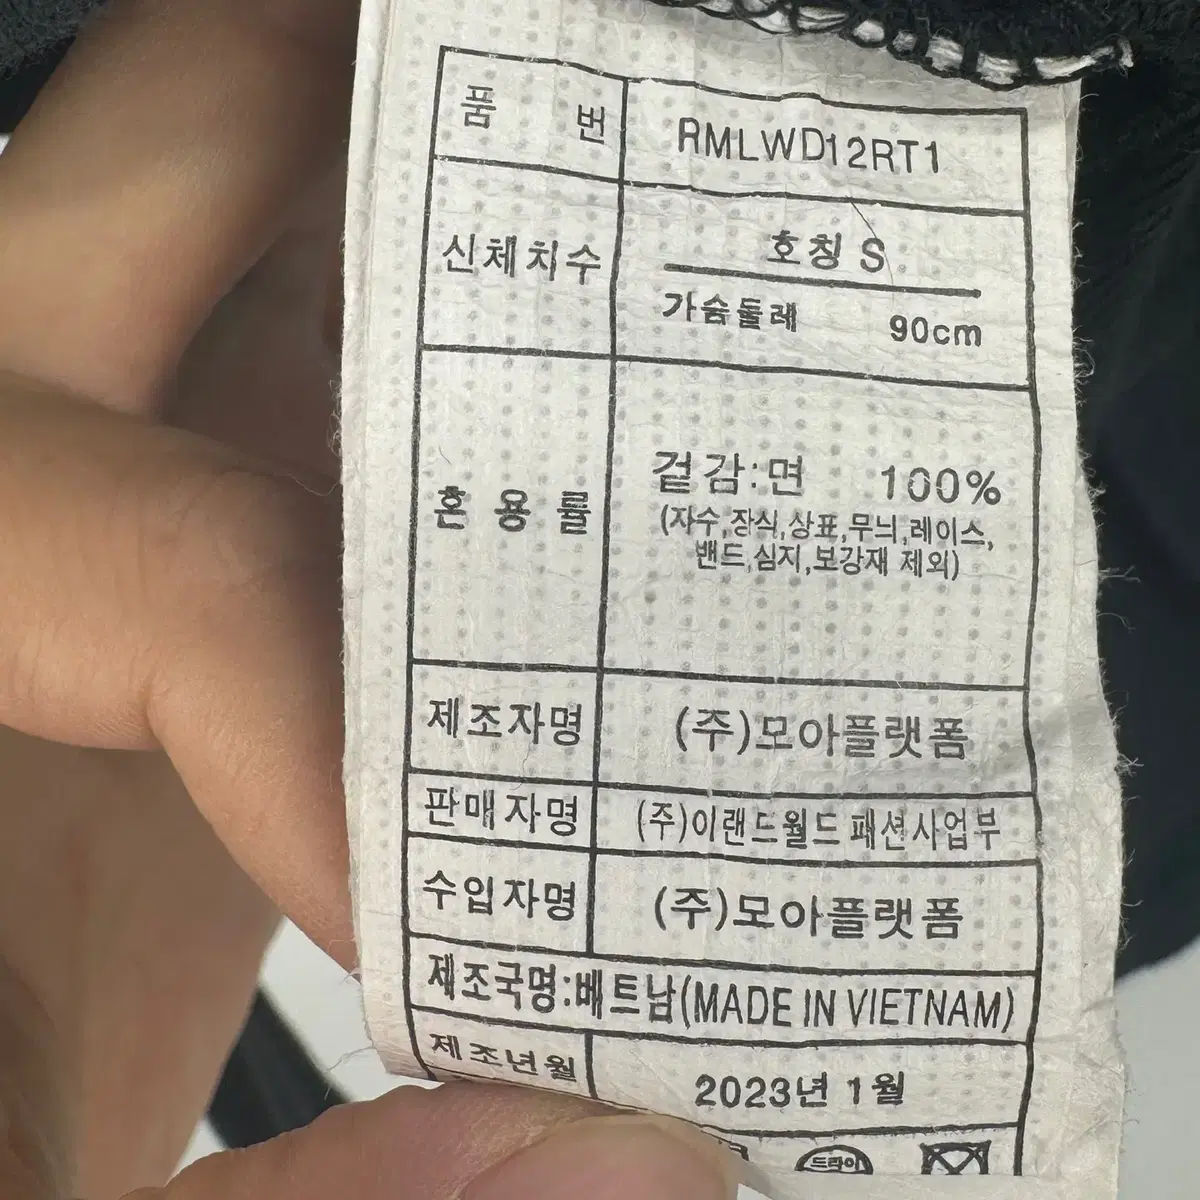 품 번 RMLWD12RT1
신체치수 호칭 S
가슴둘레 90cm
혼 용 률 겉감:면 100%
(자수,장식,상표,무늬,레이스,
밴드,심지,보강재 제외)
제조자명 (주)모아플랫폼
판매자명 (주)이랜드월드 패션사업부
수입자명 (주)모아플랫폼
제조국명:베트남(MADE IN VIETNAM)
제조년월 2023년 1월
드라이